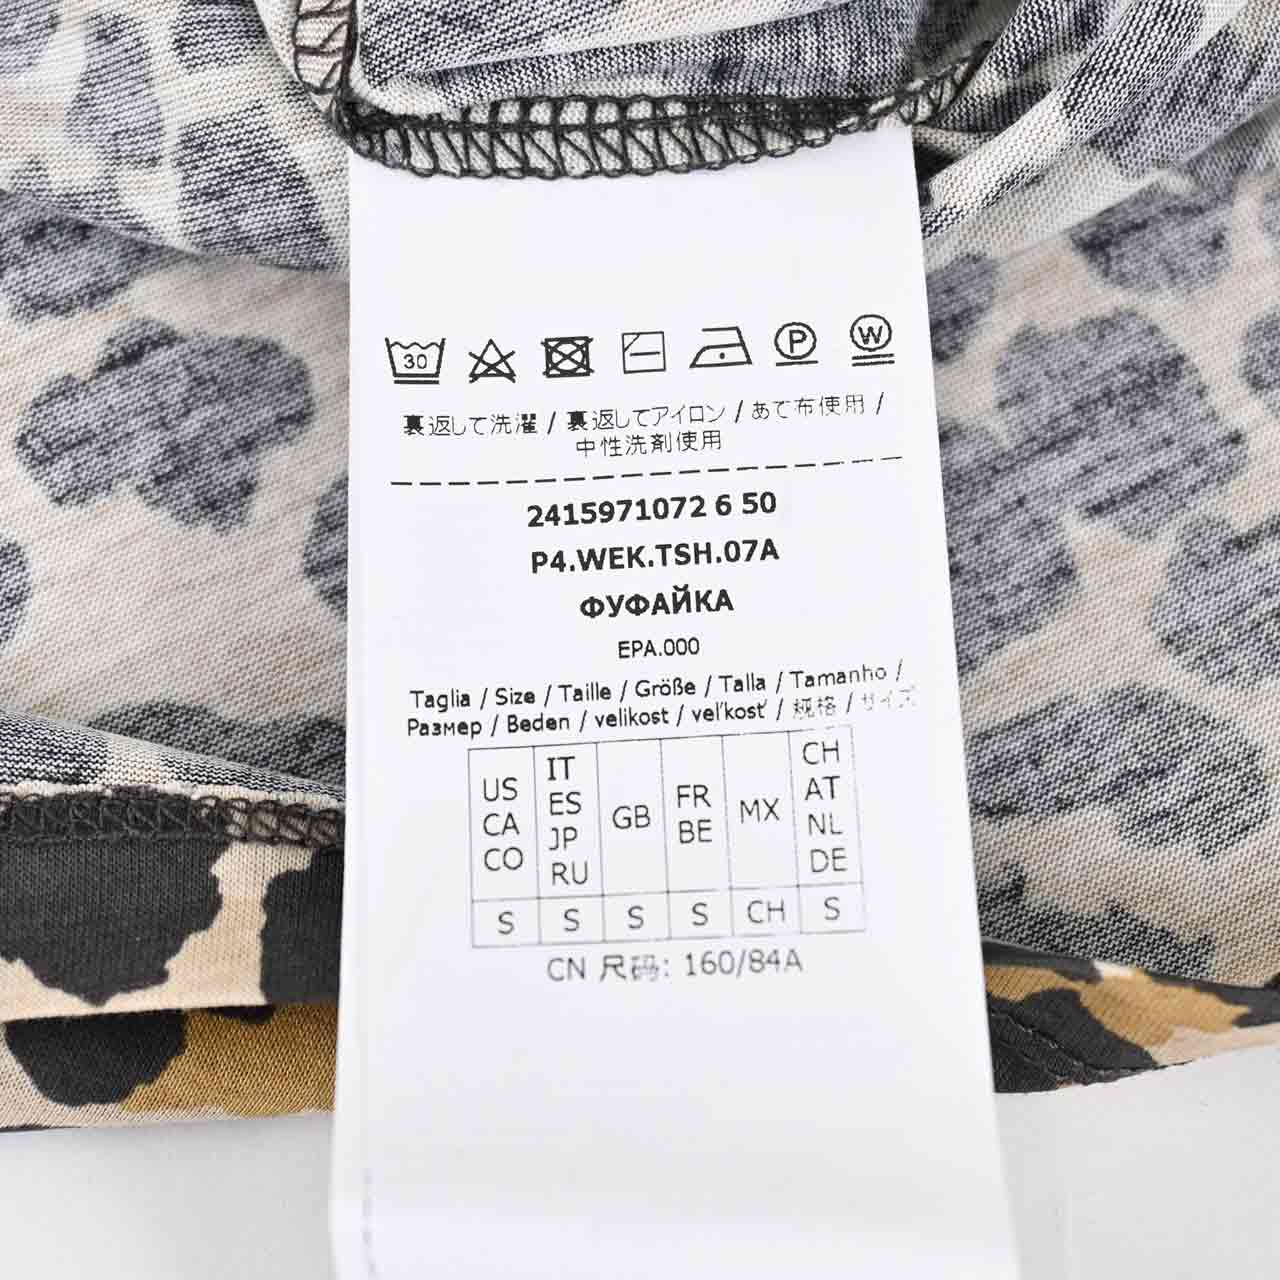 30 P W
裏返して洗濯 / 裏返してアイロン / あて布使用 /
中性洗剤使用
2415971072 6 50
P4.WEK.TSH.07A
ФУФАЙКА
EPA.000
Taglia / Size / Taille / Größe / Talla / Tamanho /
Размер / Beden / velikost / veľkosť / 规格 / サイズ
US CA CO
IT ES JP RU
GB
FR BE
MX
CH AT NL DE
S S S S CH S
CN 尺码: 160/84A